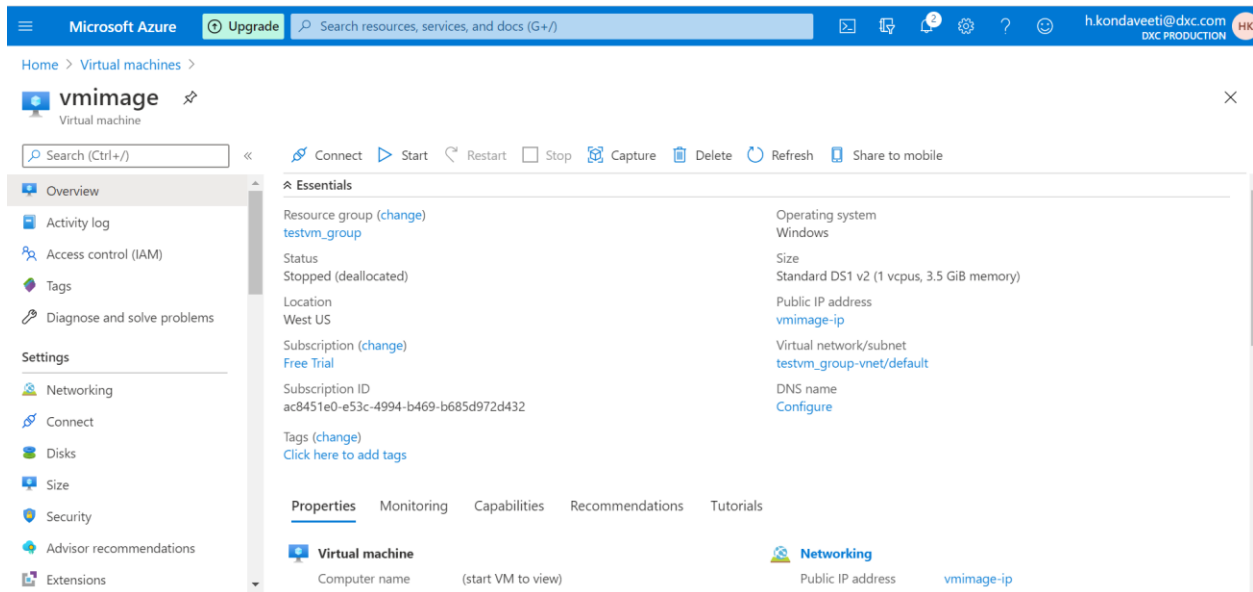 Microsoft Azure
Upgrade
Search resources, services, and docs (G+/)
2
h.kondaveeti@dxc.com
DXC PRODUCTION
HK
Home > Virtual machines >
vmimage
Virtual machine
Search (Ctrl+/)
«
Connect
Start
Restart
Stop
Capture
Delete
Refresh
Share to mobile
Overview
Activity log
Access control (IAM)
Tags
Diagnose and solve problems
Settings
Networking
Connect
Disks
Size
Security
Advisor recommendations
Extensions
Essentials
Resource group (change)
testvm_group
Status
Stopped (deallocated)
Location
West US
Subscription (change)
Free Trial
Subscription ID
ac8451e0-e53c-4994-b469-b685d972d432
Tags (change)
Click here to add tags
Operating system
Windows
Size
Standard DS1 v2 (1 vcpus, 3.5 GiB memory)
Public IP address
vmimage-ip
Virtual network/subnet
testvm_group-vnet/default
DNS name
Configure
Properties
Monitoring
Capabilities
Recommendations
Tutorials
Virtual machine
Computer name (start VM to view)
Networking
Public IP address vmimage-ip